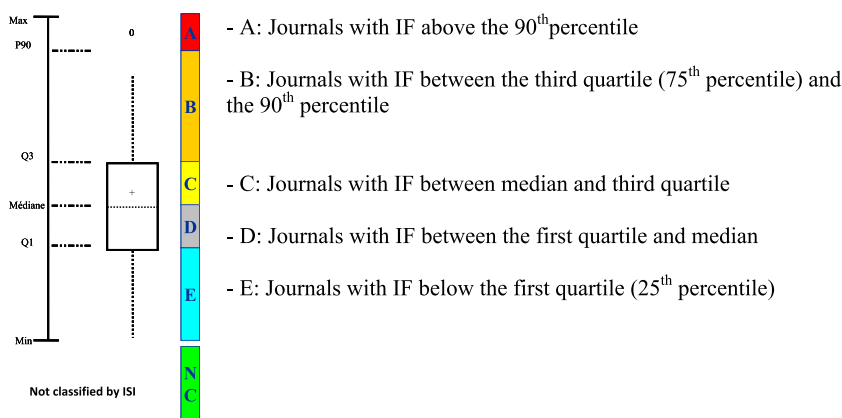 Max
P90
Q3
Médiane
Q1
Min
0
+
A
B
C
D
E
N
C
Not classified by ISI
- A: Journals with IF above the 90th percentile
- B: Journals with IF between the third quartile (75th percentile) and
the 90th percentile
- C: Journals with IF between median and third quartile
- D: Journals with IF between the first quartile and median
- E: Journals with IF below the first quartile (25th percentile)